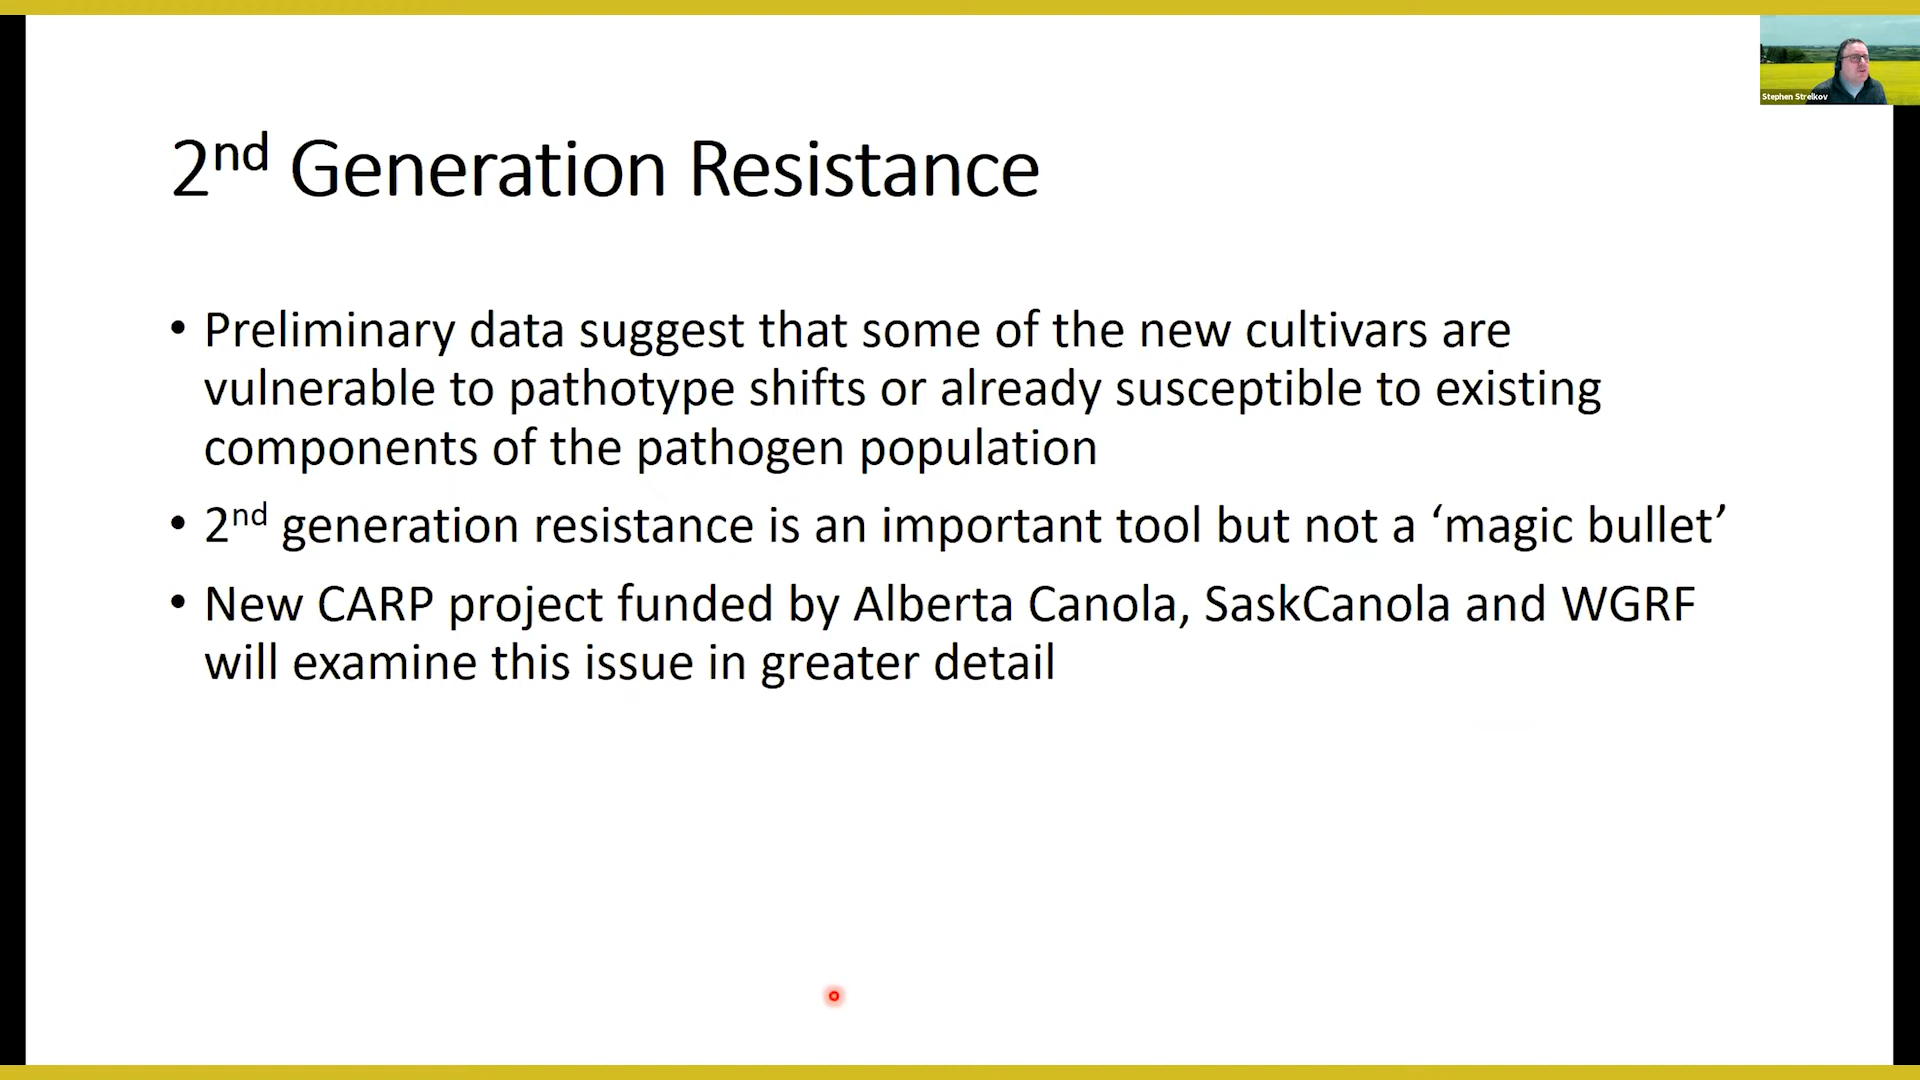 Stephen Strelkov
2nd Generation Resistance
• Preliminary data suggest that some of the new cultivars are
vulnerable to pathotype shifts or already susceptible to existing
components of the pathogen population
• 2nd generation resistance is an important tool but not a ‘magic bullet’
• New CARP project funded by Alberta Canola, SaskCanola and WGRF
will examine this issue in greater detail